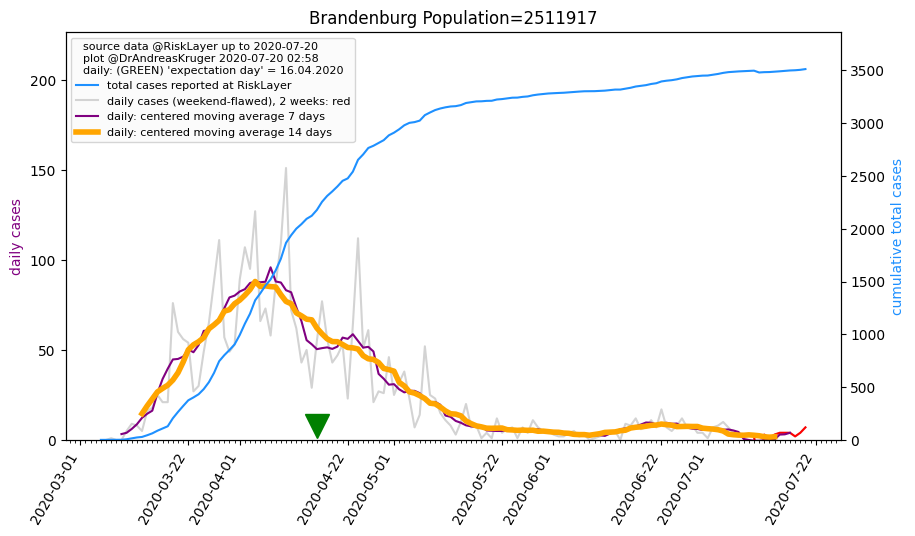 Brandenburg Population=2511917
source data @RiskLayer up to 2020-07-20
plot @DrAndreasKruger 2020-07-20 02:58
daily: (GREEN) 'expectation day' = 16.04.2020
total cases reported at RiskLayer
daily cases (weekend-flawed), 2 weeks: red
daily: centered moving average 7 days
daily: centered moving average 14 days
daily cases
200
150
100
50
0
3500
3000
2500
2000
1500
1000
500
0
cumulative total cases
2020-03-01
2020-03-22
2020-04-01
2020-04-22
2020-05-01
2020-05-22
2020-06-01
2020-06-22
2020-07-01
2020-07-22